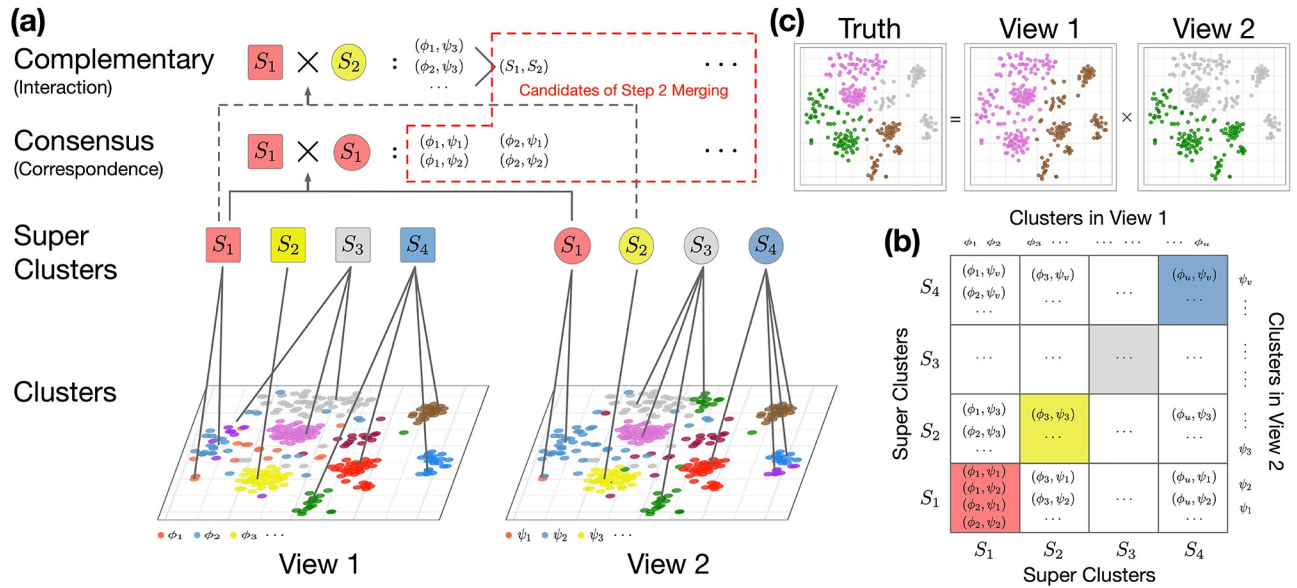 (a)
Complementary
(Interaction)
S₁ × S₂ : (ϕ₁, ψ₃)
(ϕ₂, ψ₃)
...
(S₁, S₂)
...
Candidates of Step 2 Merging
Consensus
(Correspondence)
S₁ × S₁ : (ϕ₁, ψ₁) (ϕ₂, ψ₁)
(ϕ₁, ψ₂) (ϕ₂, ψ₂)
...
Super
Clusters
S₁ S₂ S₃ S₄
S₁ S₂ S₃ S₄
Clusters
ϕ₁ ϕ₂ ϕ₃ ...
ψ₁ ψ₂ ψ₃ ...
View 1
View 2
(c)
Truth
View 1
View 2
= ×
(b)
Clusters in View 1
ϕ₁ ϕ₂ ϕ₃ ... ... ... ... ϕᵤ
S₄ (ϕ₁, ψᵥ) (ϕ₃, ψᵥ) ... (ϕᵤ, ψᵥ) ψᵥ
(ϕ₂, ψᵥ) ... ...
...
S₃ ... ... ... ...
S₂ (ϕ₁, ψ₃) (ϕ₃, ψ₃) ... (ϕᵤ, ψ₃)
(ϕ₂, ψ₃) ... ...
... ψ₃
S₁ (ϕ₁, ψ₁) (ϕ₃, ψ₁) ... (ϕᵤ, ψ₁)
(ϕ₁, ψ₂) (ϕ₃, ψ₂) (ϕᵤ, ψ₂) ψ₂
(ϕ₂, ψ₁) ... ... ψ₁
(ϕ₂, ψ₂)
S₁ S₂ S₃ S₄
Super Clusters
Super Clusters
Clusters in View 2